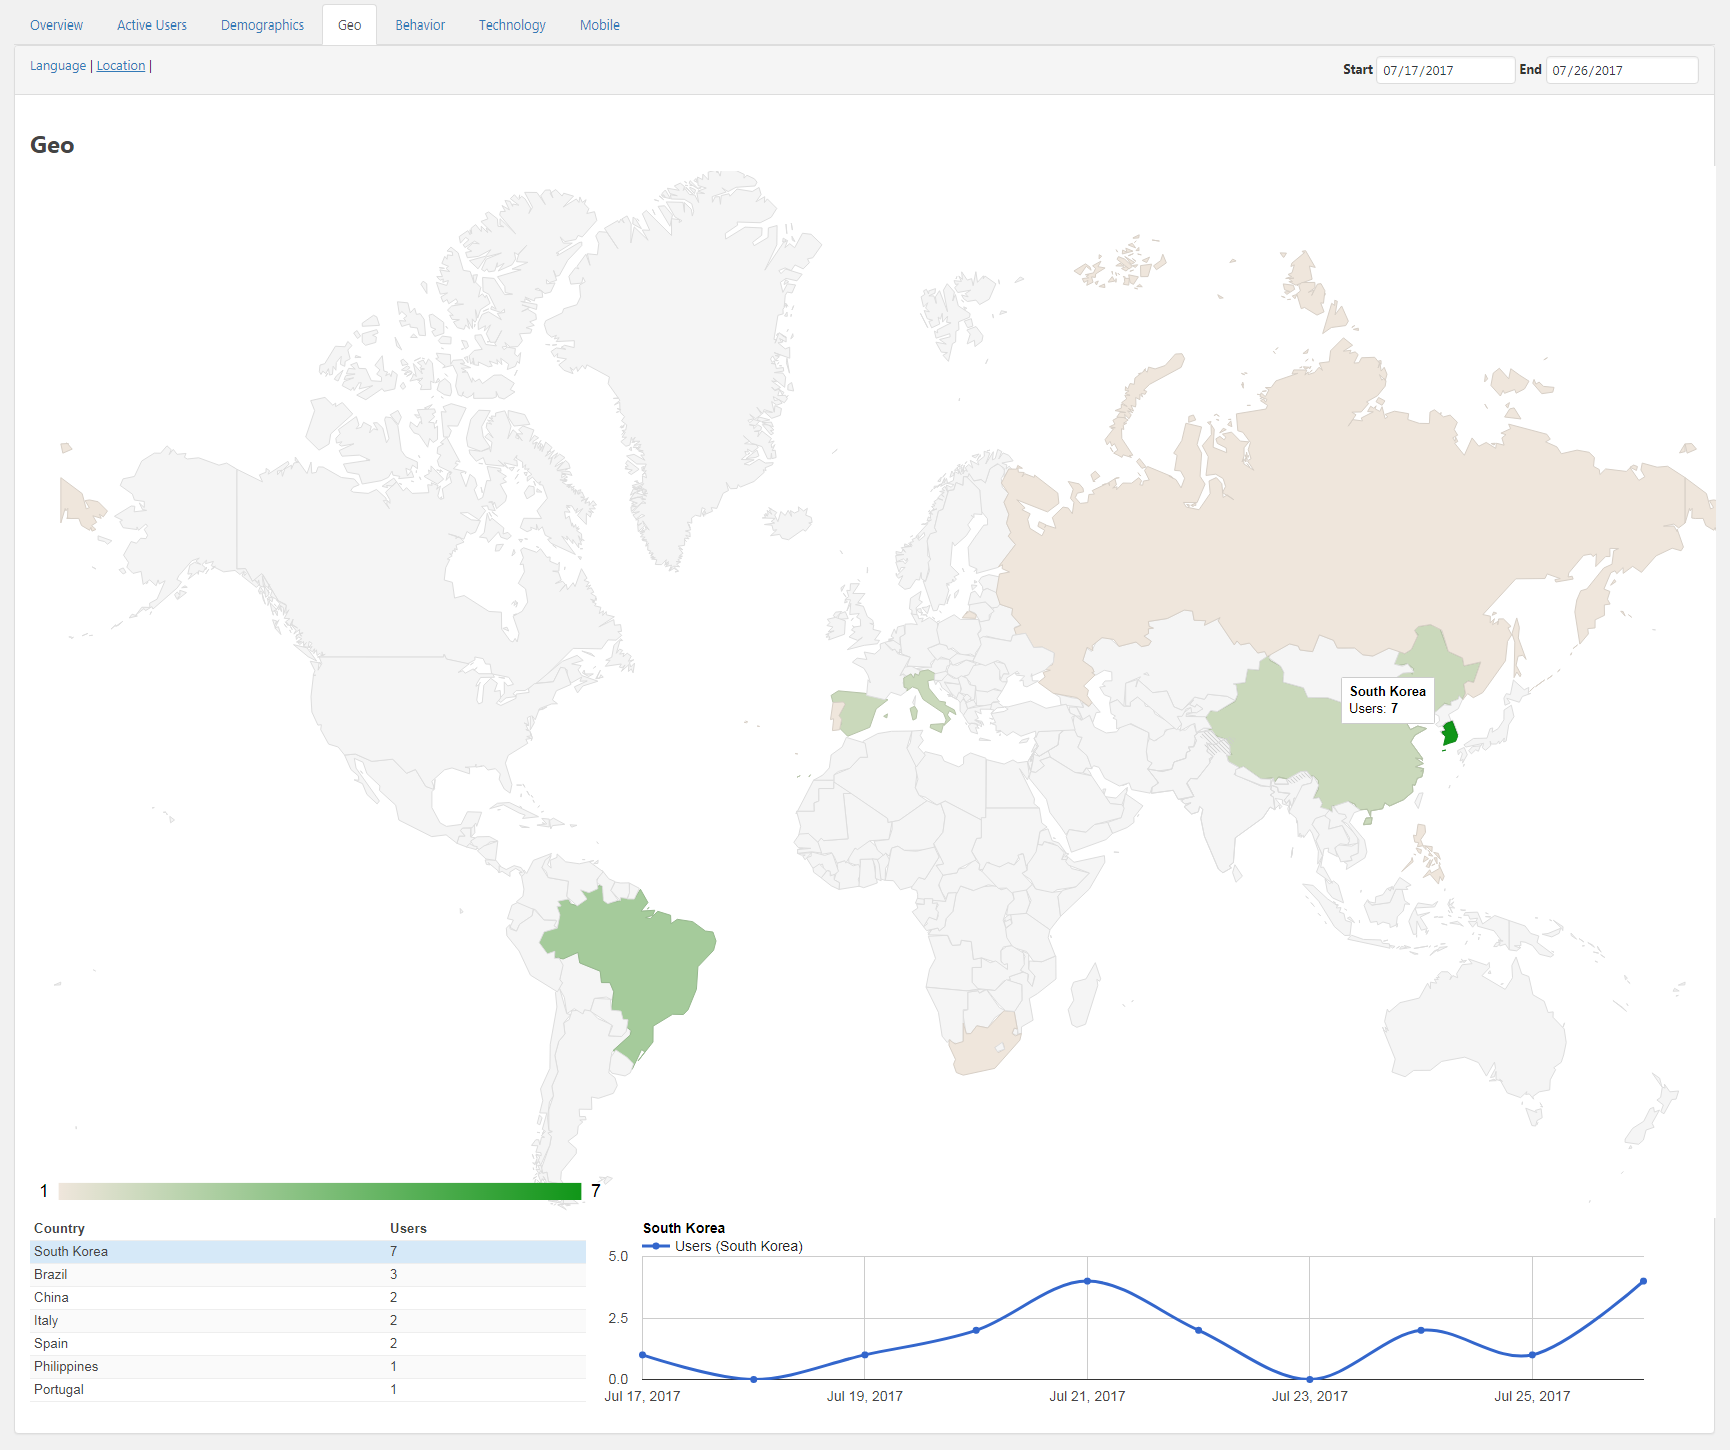 Overview Active Users Demographics Geo Behavior Technology Mobile
Language | Location |
Start 07/17/2017 End 07/26/2017
Geo
South Korea
Users: 7
1 7
Country Users
South Korea 7
Brazil 3
China 2
Italy 2
Spain 2
Philippines 1
Portugal 1
South Korea
Users (South Korea)
5.0
2.5
0.0
Jul 17, 2017 Jul 19, 2017 Jul 21, 2017 Jul 23, 2017 Jul 25, 2017